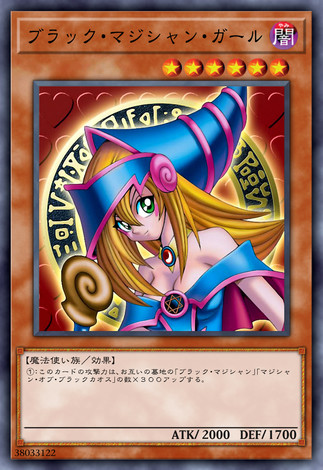 ブラック・マジシャン・ガール
闇
やみ
【魔法使い族/効果】
①:このカードの攻撃力は、お互いの墓地の「ブラック・マジシャン」「マジシ
ャン・オブ・ブラックカオス」の数×300アップする。
ATK/ 2000 DEF/ 1700
38033122